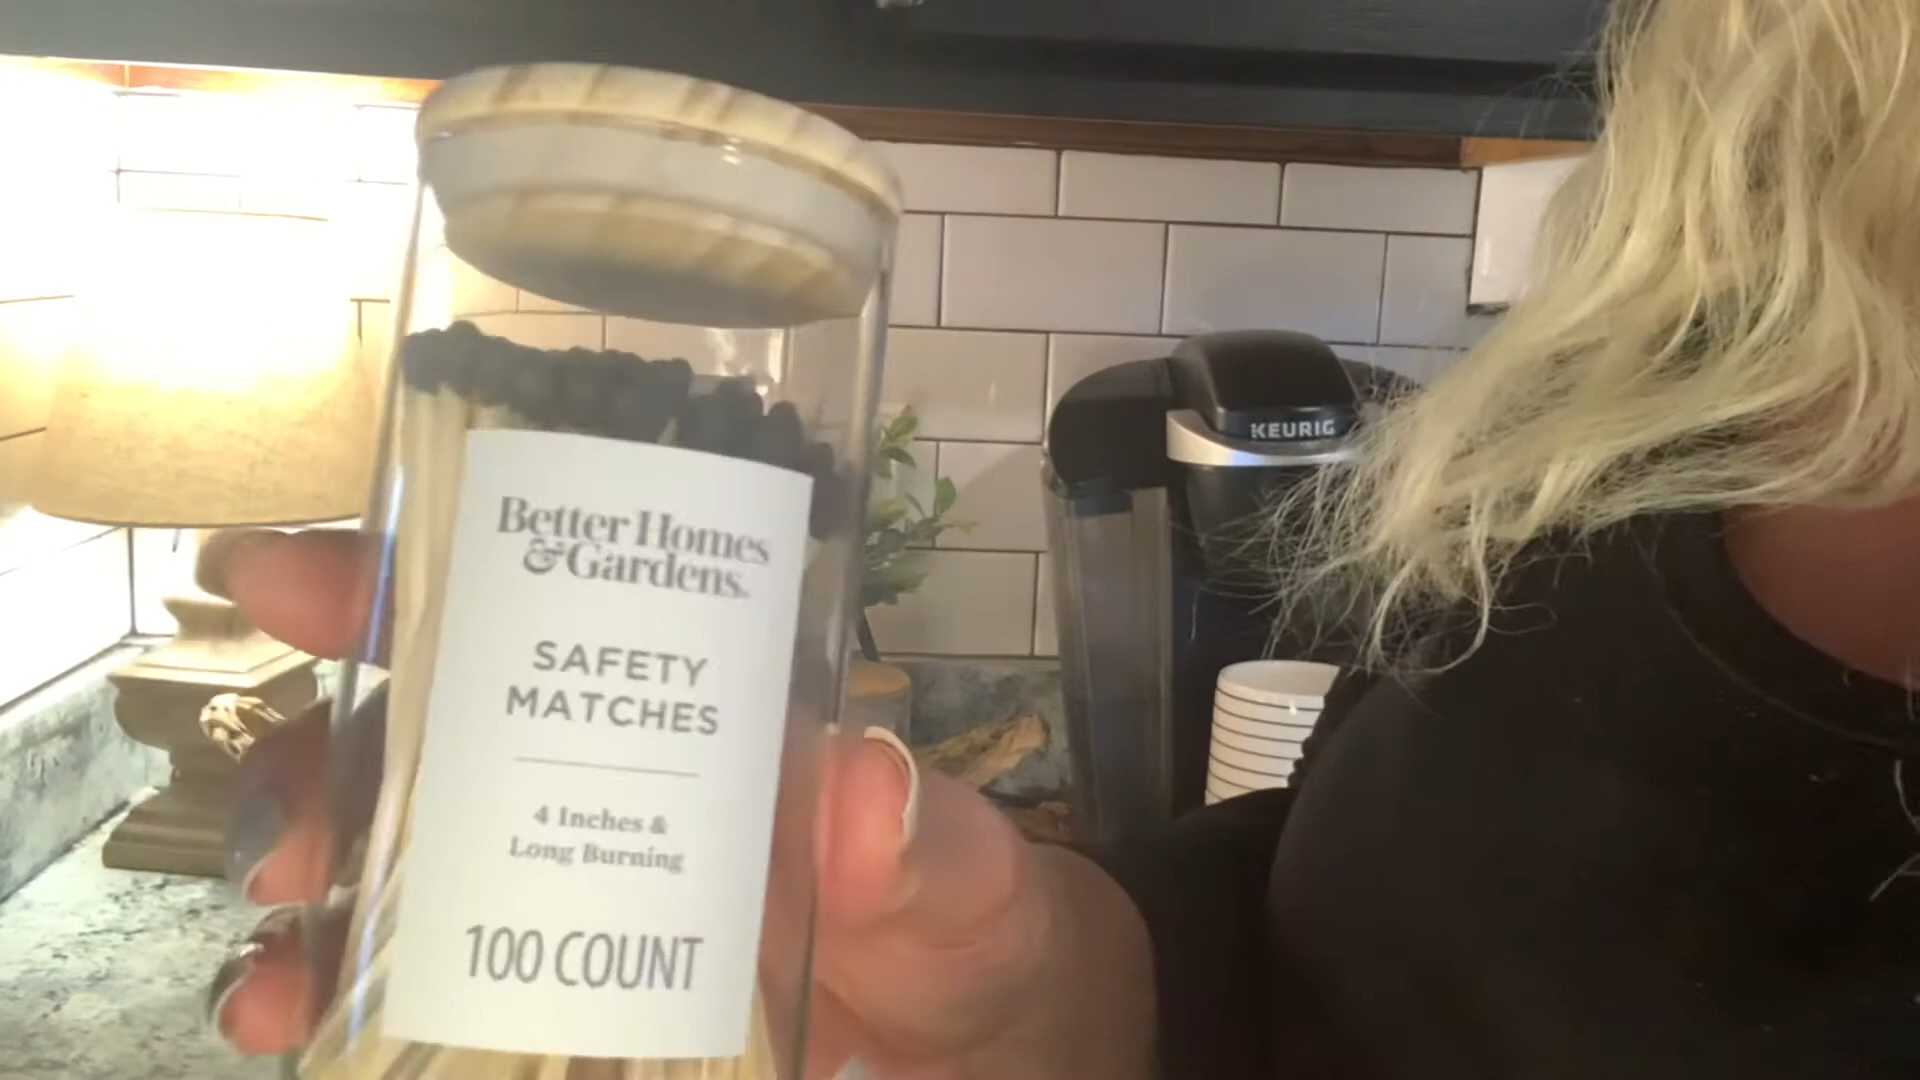 Better Homes
& Gardens
SAFETY
MATCHES
4 Inches &
Long Burning
100 COUNT
KEURIG